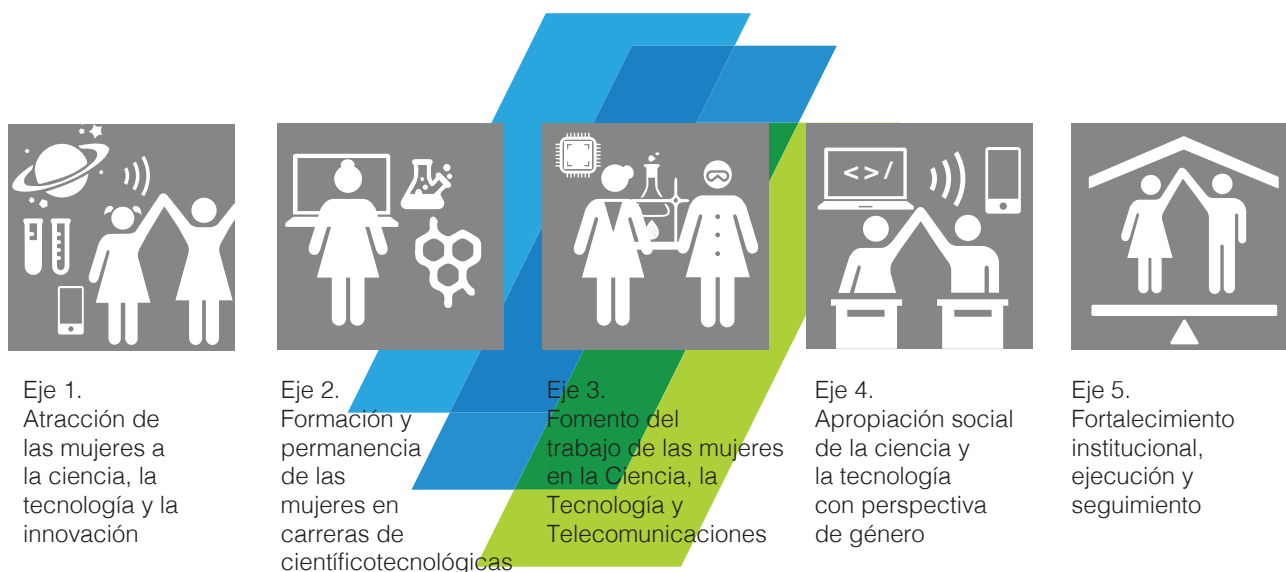 < > /
Eje 1.
Atracción de
las mujeres a
la ciencia, la
tecnología y la
innovación
Eje 2.
Formación y
permanencia
de las
mujeres en
carreras de
científicotecnológicas
Eje 3.
Fomento del
trabajo de las mujeres
en la Ciencia, la
Tecnología y
Telecomunicaciones
Eje 4.
Apropiación social
de la ciencia y
la tecnología
con perspectiva
de género
Eje 5.
Fortalecimiento
institucional,
ejecución y
seguimiento